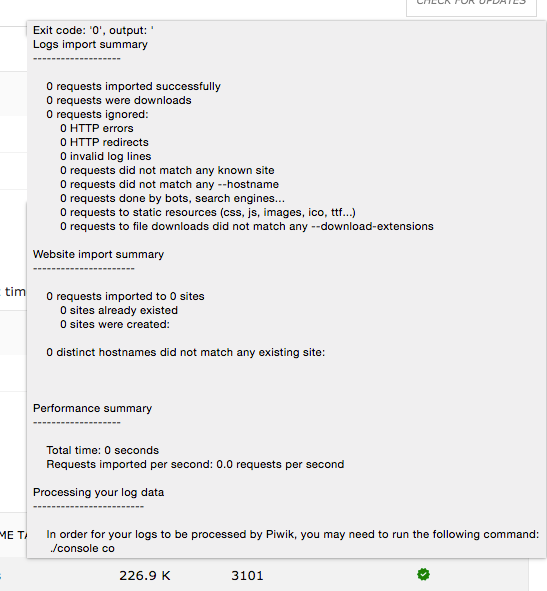 CHECK FOR UPDATES
Exit code: '0', output: '
Logs import summary
-------------------
0 requests imported successfully
0 requests were downloads
0 requests ignored:
0 HTTP errors
0 HTTP redirects
0 invalid log lines
0 requests did not match any known site
0 requests did not match any --hostname
0 requests done by bots, search engines...
0 requests to static resources (css, js, images, ico, ttf...)
0 requests to file downloads did not match any --download-extensions
Website import summary
----------------------
tim
0 requests imported to 0 sites
0 sites already existed
0 sites were created:
0 distinct hostnames did not match any existing site:
Performance summary
-------------------
Total time: 0 seconds
Requests imported per second: 0.0 requests per second
Processing your log data
------------------------
ME TA
In order for your logs to be processed by Piwik, you may need to run the following command:
./console co
226.9 K 3101